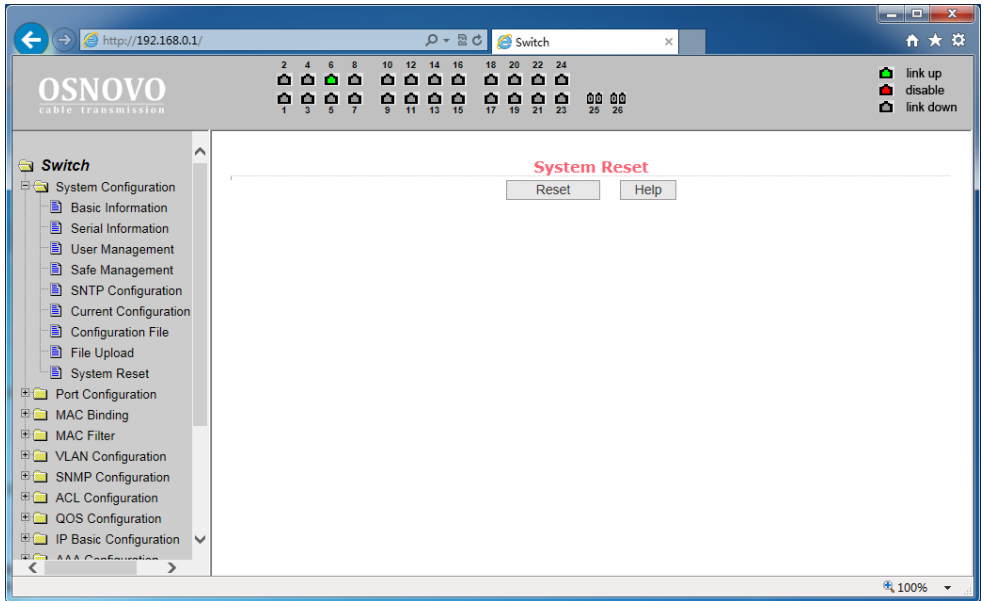 http://192.168.0.1/
Switch
OSNOVO
cable transmission
2 4 6 8 10 12 14 16 18 20 22 24
1 3 5 7 9 11 13 15 17 19 21 23 25 26
link up
disable
link down
Switch
System Configuration
Basic Information
Serial Information
User Management
Safe Management
SNTP Configuration
Current Configuration
Configuration File
File Upload
System Reset
Port Configuration
MAC Binding
MAC Filter
VLAN Configuration
SNMP Configuration
ACL Configuration
QOS Configuration
IP Basic Configuration
AAA Configuration
System Reset
Reset Help
100%